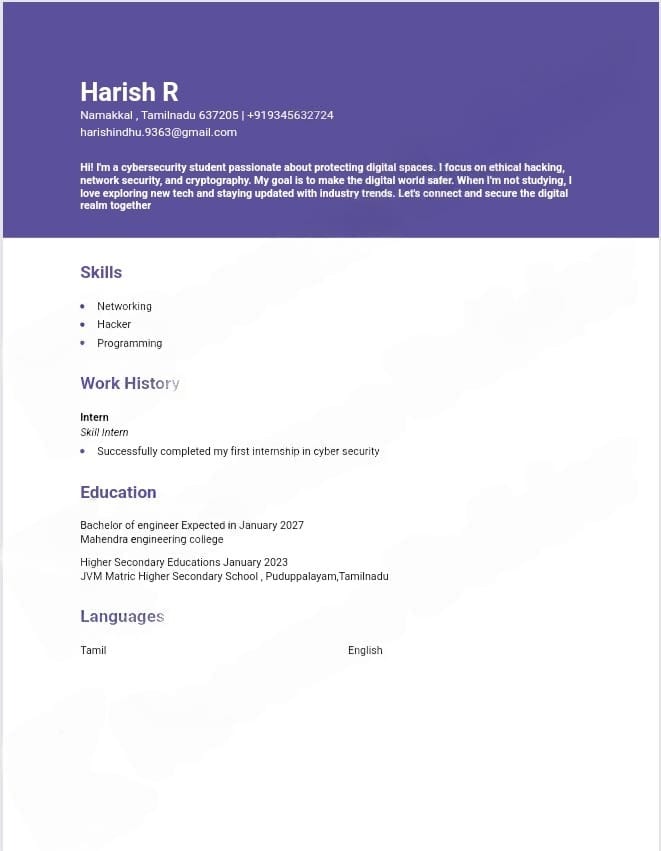 Harish R
Namakkal , Tamilnadu 637205 | +919345632724
harishindhu.9363@gmail.com
Hi! I'm a cybersecurity student passionate about protecting digital spaces. I focus on ethical hacking,
network security, and cryptography. My goal is to make the digital world safer. When I'm not studying, I
love exploring new tech and staying updated with industry trends. Let's connect and secure the digital
realm together
Skills
• Networking
• Hacker
• Programming
Work History
Intern
Skill Intern
• Successfully completed my first internship in cyber security
Education
Bachelor of engineer Expected in January 2027
Mahendra engineering college
Higher Secondary Educations January 2023
JVM Matric Higher Secondary School , Puduppalayam,Tamilnadu
Languages
Tamil English